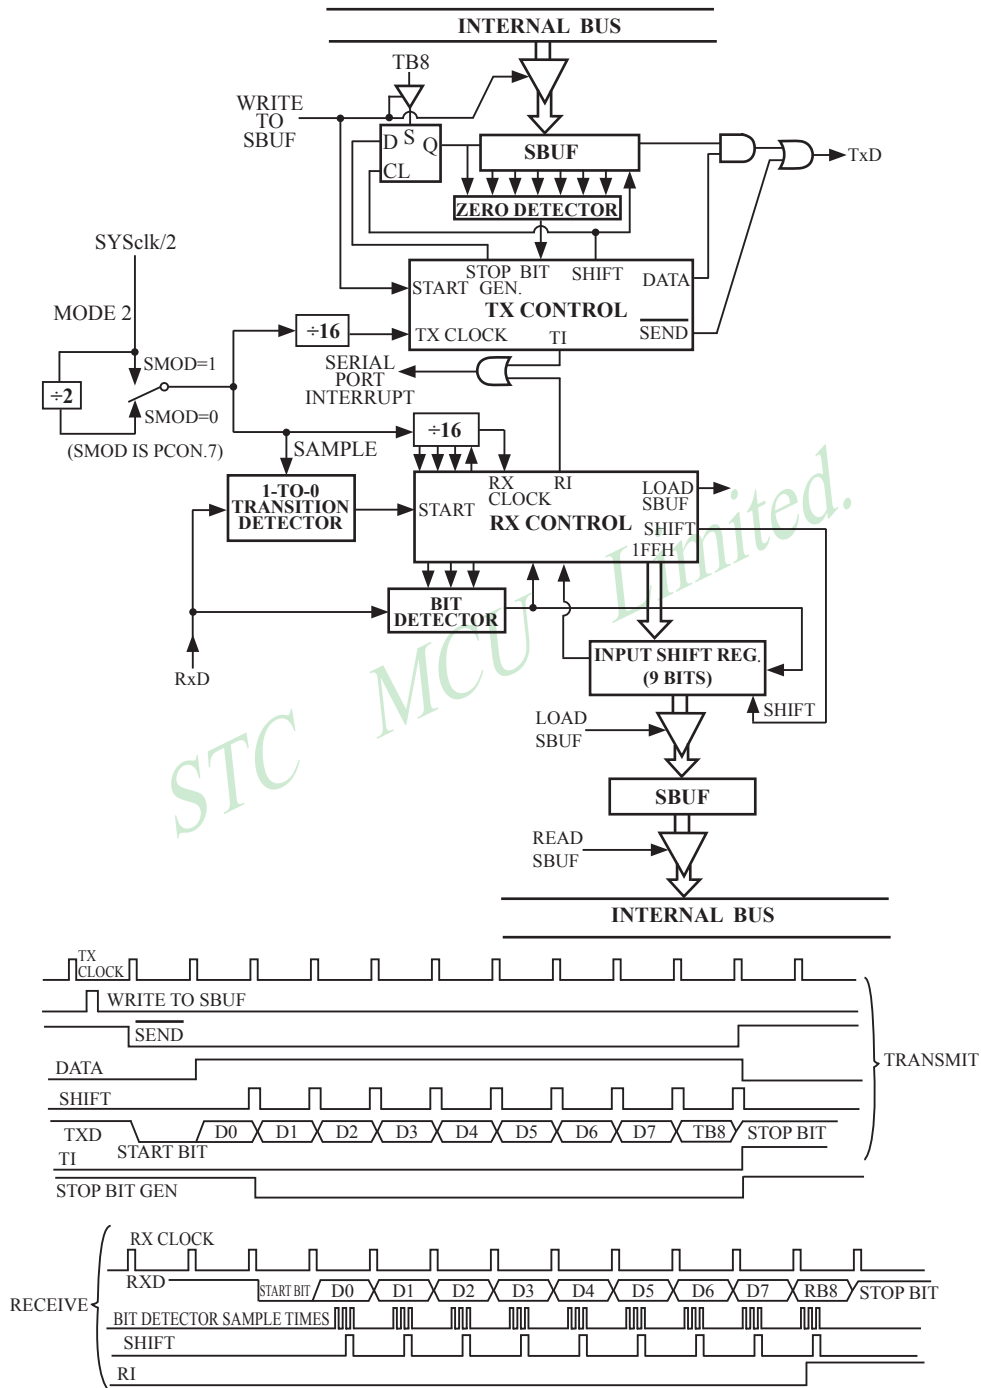 INTERNAL BUS
TB8
WRITE
TO
SBUF
D S Q
CL
SBUF
TxD
ZERO DETECTOR
SYSclk/2
STOP BIT
GEN.
SHIFT
DATA
START
TX CONTROL
MODE 2
÷16
TX CLOCK
TI
SEND
SERIAL
PORT
INTERRUPT
SMOD=1
÷2
SMOD=0
(SMOD IS PCON.7)
÷16
SAMPLE
1-TO-0
TRANSITION
DETECTOR
START
RX
CLOCK
RI
LOAD
SBUF
RX CONTROL
SHIFT
1FFH
BIT
DETECTOR
RxD
INPUT SHIFT REG.
(9 BITS)
SHIFT
LOAD
SBUF
SBUF
READ
SBUF
INTERNAL BUS
STC MCU Limited.
TX
CLOCK
WRITE TO SBUF
SEND
DATA
TRANSMIT
SHIFT
TXD
START BIT
D0 D1 D2 D3 D4 D5 D6 D7 TB8 STOP BIT
TI
STOP BIT GEN
RX CLOCK
RXD
START BIT D0 D1 D2 D3 D4 D5 D6 D7 RB8 STOP BIT
RECEIVE
BIT DETECTOR SAMPLE TIMES
SHIFT
RI